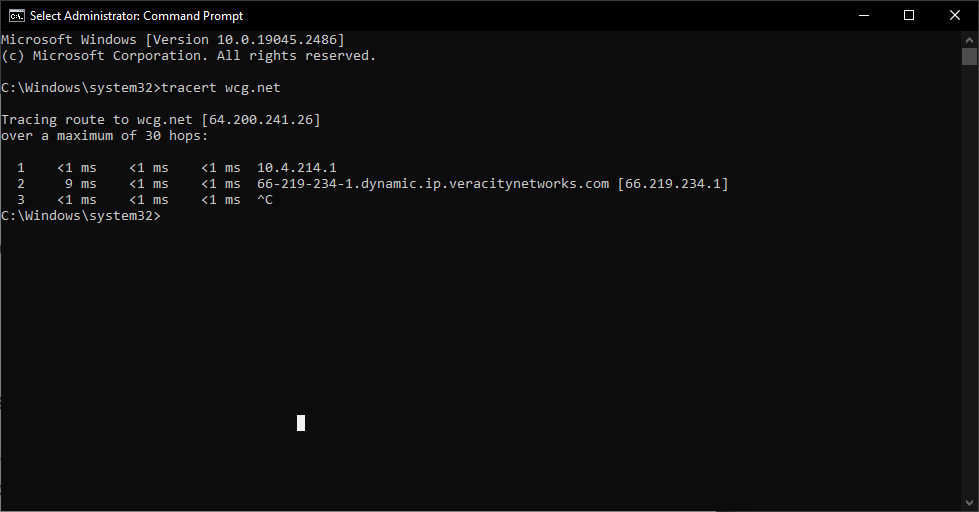 Select Administrator: Command Prompt
Microsoft Windows [Version 10.0.19045.2486]
(c) Microsoft Corporation. All rights reserved.
C:\Windows\system32>tracert wcg.net
Tracing route to wcg.net [64.200.241.26]
over a maximum of 30 hops:
1 <1 ms <1 ms <1 ms 10.4.214.1
2 9 ms <1 ms <1 ms 66-219-234-1.dynamic.ip.veracitynetworks.com [66.219.234.1]
3 <1 ms <1 ms <1 ms ^C
C:\Windows\system32>